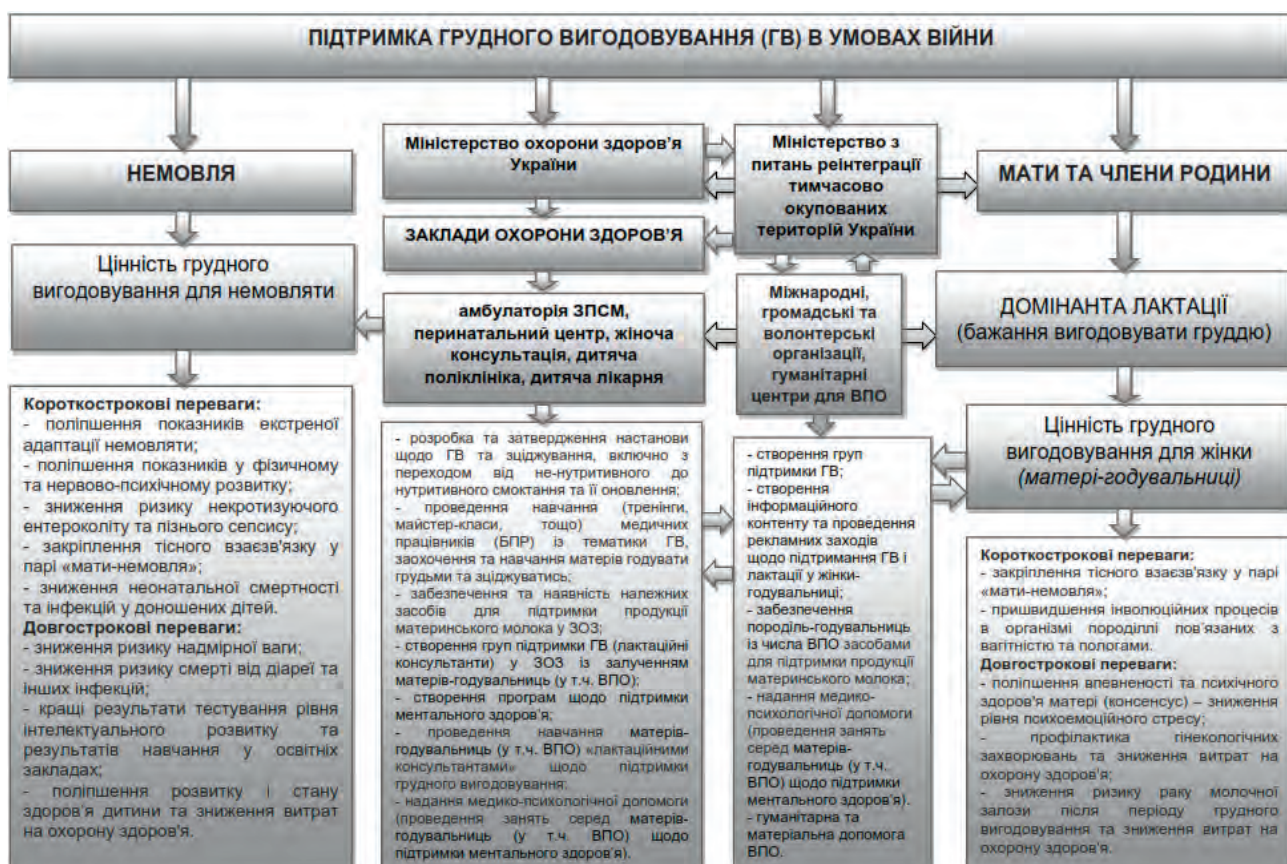 ПІДТРИМКА ГРУДНОГО ВИГОДОВУВАННЯ (ГВ) В УМОВАХ ВІЙНИ
НЕМОВЛЯ
Цінність грудного
вигодовування для немовляти
Короткострокові переваги:
- поліпшення показників екстреної
адаптації немовляти;
- поліпшення показників у фізичному
та нервово-психічному розвитку;
- зниження ризику некротизуючого
ентероколіту та пізнього сепсису;
- закріплення тісного взаєзв'язку у
парі «мати-немовля»;
- зниження неонатальної смертності
та інфекцій у доношених дітей.
Довгострокові переваги:
- зниження ризику надмірної ваги;
- зниження ризику смерті від діареї та
інших інфекцій;
- кращі результати тестування рівня
інтелектуального розвитку та
результатів навчання у освітніх
закладах;
- поліпшення розвитку і стану
здоров'я дитини та зниження витрат
на охорону здоров'я.
Міністерство охорони здоров'я
України
ЗАКЛАДИ ОХОРОНИ ЗДОРОВ'Я
амбулаторія ЗПСМ,
перинатальний центр, жіноча
консультація, дитяча
поліклініка, дитяча лікарня
- розробка та затвердження настанови
щодо ГВ та зціджування, включно з
переходом від не-нутритивного до
нутритивного смоктання та її оновлення;
- проведення навчання (тренінги,
майстер-класи, тощо) медичних
працівників (БПР) із тематики ГВ,
заохочення та навчання матерів годувати
грудьми та зціджуватись;
- забезпечення та наявність належних
засобів для підтримки продукції
материнського молока у ЗОЗ;
- створення груп підтримки ГВ (лактаційні
консультанти) у ЗОЗ із залученням
матерів-годувальниць (у т.ч. ВПО);
- створення програм щодо підтримки
ментального здоров'я;
- проведення навчання матерів-
годувальниць (у т.ч. ВПО) «лактаційними
консультантами» щодо підтримки
грудного вигодовування;
- надання медико-психологічної допомоги
(проведення занять серед матерів-
годувальниць (у т.ч. ВПО) щодо
підтримки ментального здоров'я).
Міністерство з
питань реінтеграції
тимчасово
окупованих
територій України
Міжнародні,
громадські та
волонтерські
організації,
гуманітарні
центри для ВПО
- створення груп
підтримки ГВ;
- створення
інформаційного
контенту та проведення
рекламних заходів
щодо підтримання ГВ і
лактації у жінки-
годувальниці;
- забезпечення
породіль-годувальниць
із числа ВПО засобами
для підтримки продукції
материнського молока;
- надання медико-
психологічної допомоги
(проведення занять
серед матерів-
годувальниць (у т.ч.
ВПО) щодо підтримки
ментального здоров'я).
- гуманітарна та
матеріальна допомога
ВПО.
МАТИ ТА ЧЛЕНИ РОДИНИ
ДОМІНАНТА ЛАКТАЦІЇ
(бажання вигодовувати груддю)
Цінність грудного
вигодовування для жінки
(матері-годувальниці)
Короткострокові переваги:
- закріплення тісного взаєзв'язку у парі
«мати-немовля»;
- пришвидшення інволюційних процесів
в організмі породіллі пов'язаних з
вагітністю та пологами.
Довгострокові переваги:
- поліпшення впевненості та психічного
здоров'я матері (консенсус) – зниження
рівня психоемоційного стресу;
- профілактика гінекологічних
захворювань та зниження витрат на
охорону здоров'я;
- зниження ризику раку молочної
залози після періоду грудного
вигодовування та зниження витрат на
охорону здоров'я.